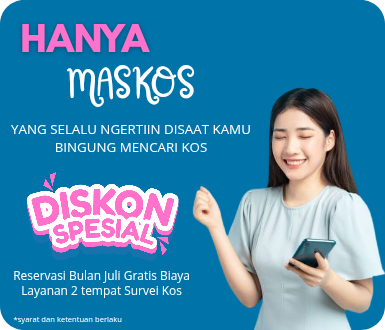 HANYA
MASKOS
YANG SELALU NGERTIIN DISAAT KAMU
BINGUNG MENCARI KOS
DISKON
SPESIAL
Reservasi Bulan Juli Gratis Biaya
Layanan 2 tempat Survei Kos
*syarat dan ketentuan berlaku